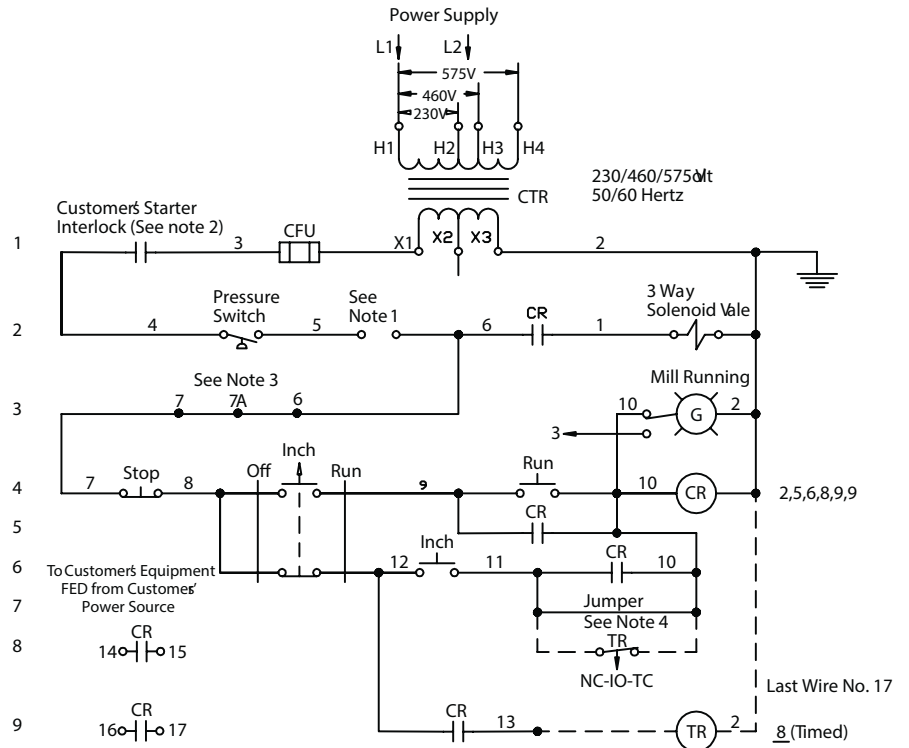 Power Supply
L1 L2
575V
460V
230V
H1 H2 H3 H4
230/460/575Volt
50/60 Hertz
CTR
Customer's Starter
Interlock (See note 2)
1 3 CFU X1 X2 X3 2
Pressure
Switch
See
Note 1
3 Way
Solenoid Vale
2 4 5 6 CR 1
See Note 3
Mill Running
3 7 7A 6 10 G 2
3
Inch
Stop Off Run Run
4 7 8 9 10 CR 2,5,6,8,9,9
5 CR
Inch
6 12 11 CR 10
To Customer's Equipment
FED from Customer'
Power Source
7 Jumper
See Note 4
8 CR TR
14 15
NC-IO-TC
Last Wire No. 17
9 CR CR 13 TR 2 8 (Timed)
16 17